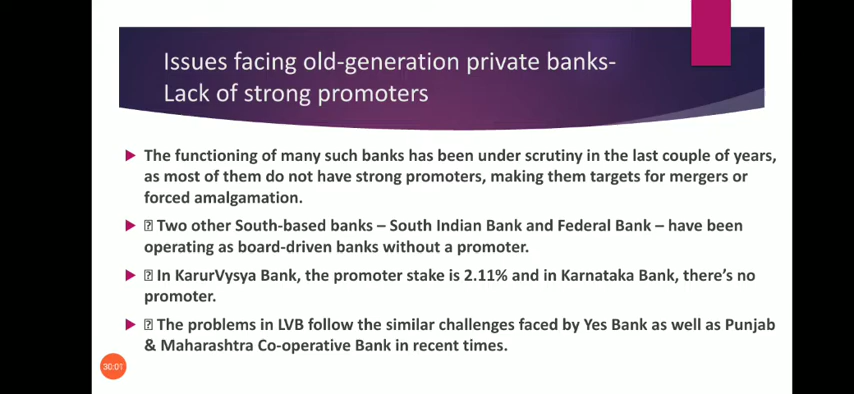 Issues facing old-generation private banks-
Lack of strong promoters
The functioning of many such banks has been under scrutiny in the last couple of years,
as most of them do not have strong promoters, making them targets for mergers or
forced amalgamation.
Two other South-based banks – South Indian Bank and Federal Bank – have been
operating as board-driven banks without a promoter.
In KarurVysya Bank, the promoter stake is 2.11% and in Karnataka Bank, there's no
promoter.
The problems in LVB follow the similar challenges faced by Yes Bank as well as Punjab
& Maharashtra Co-operative Bank in recent times.
30:01